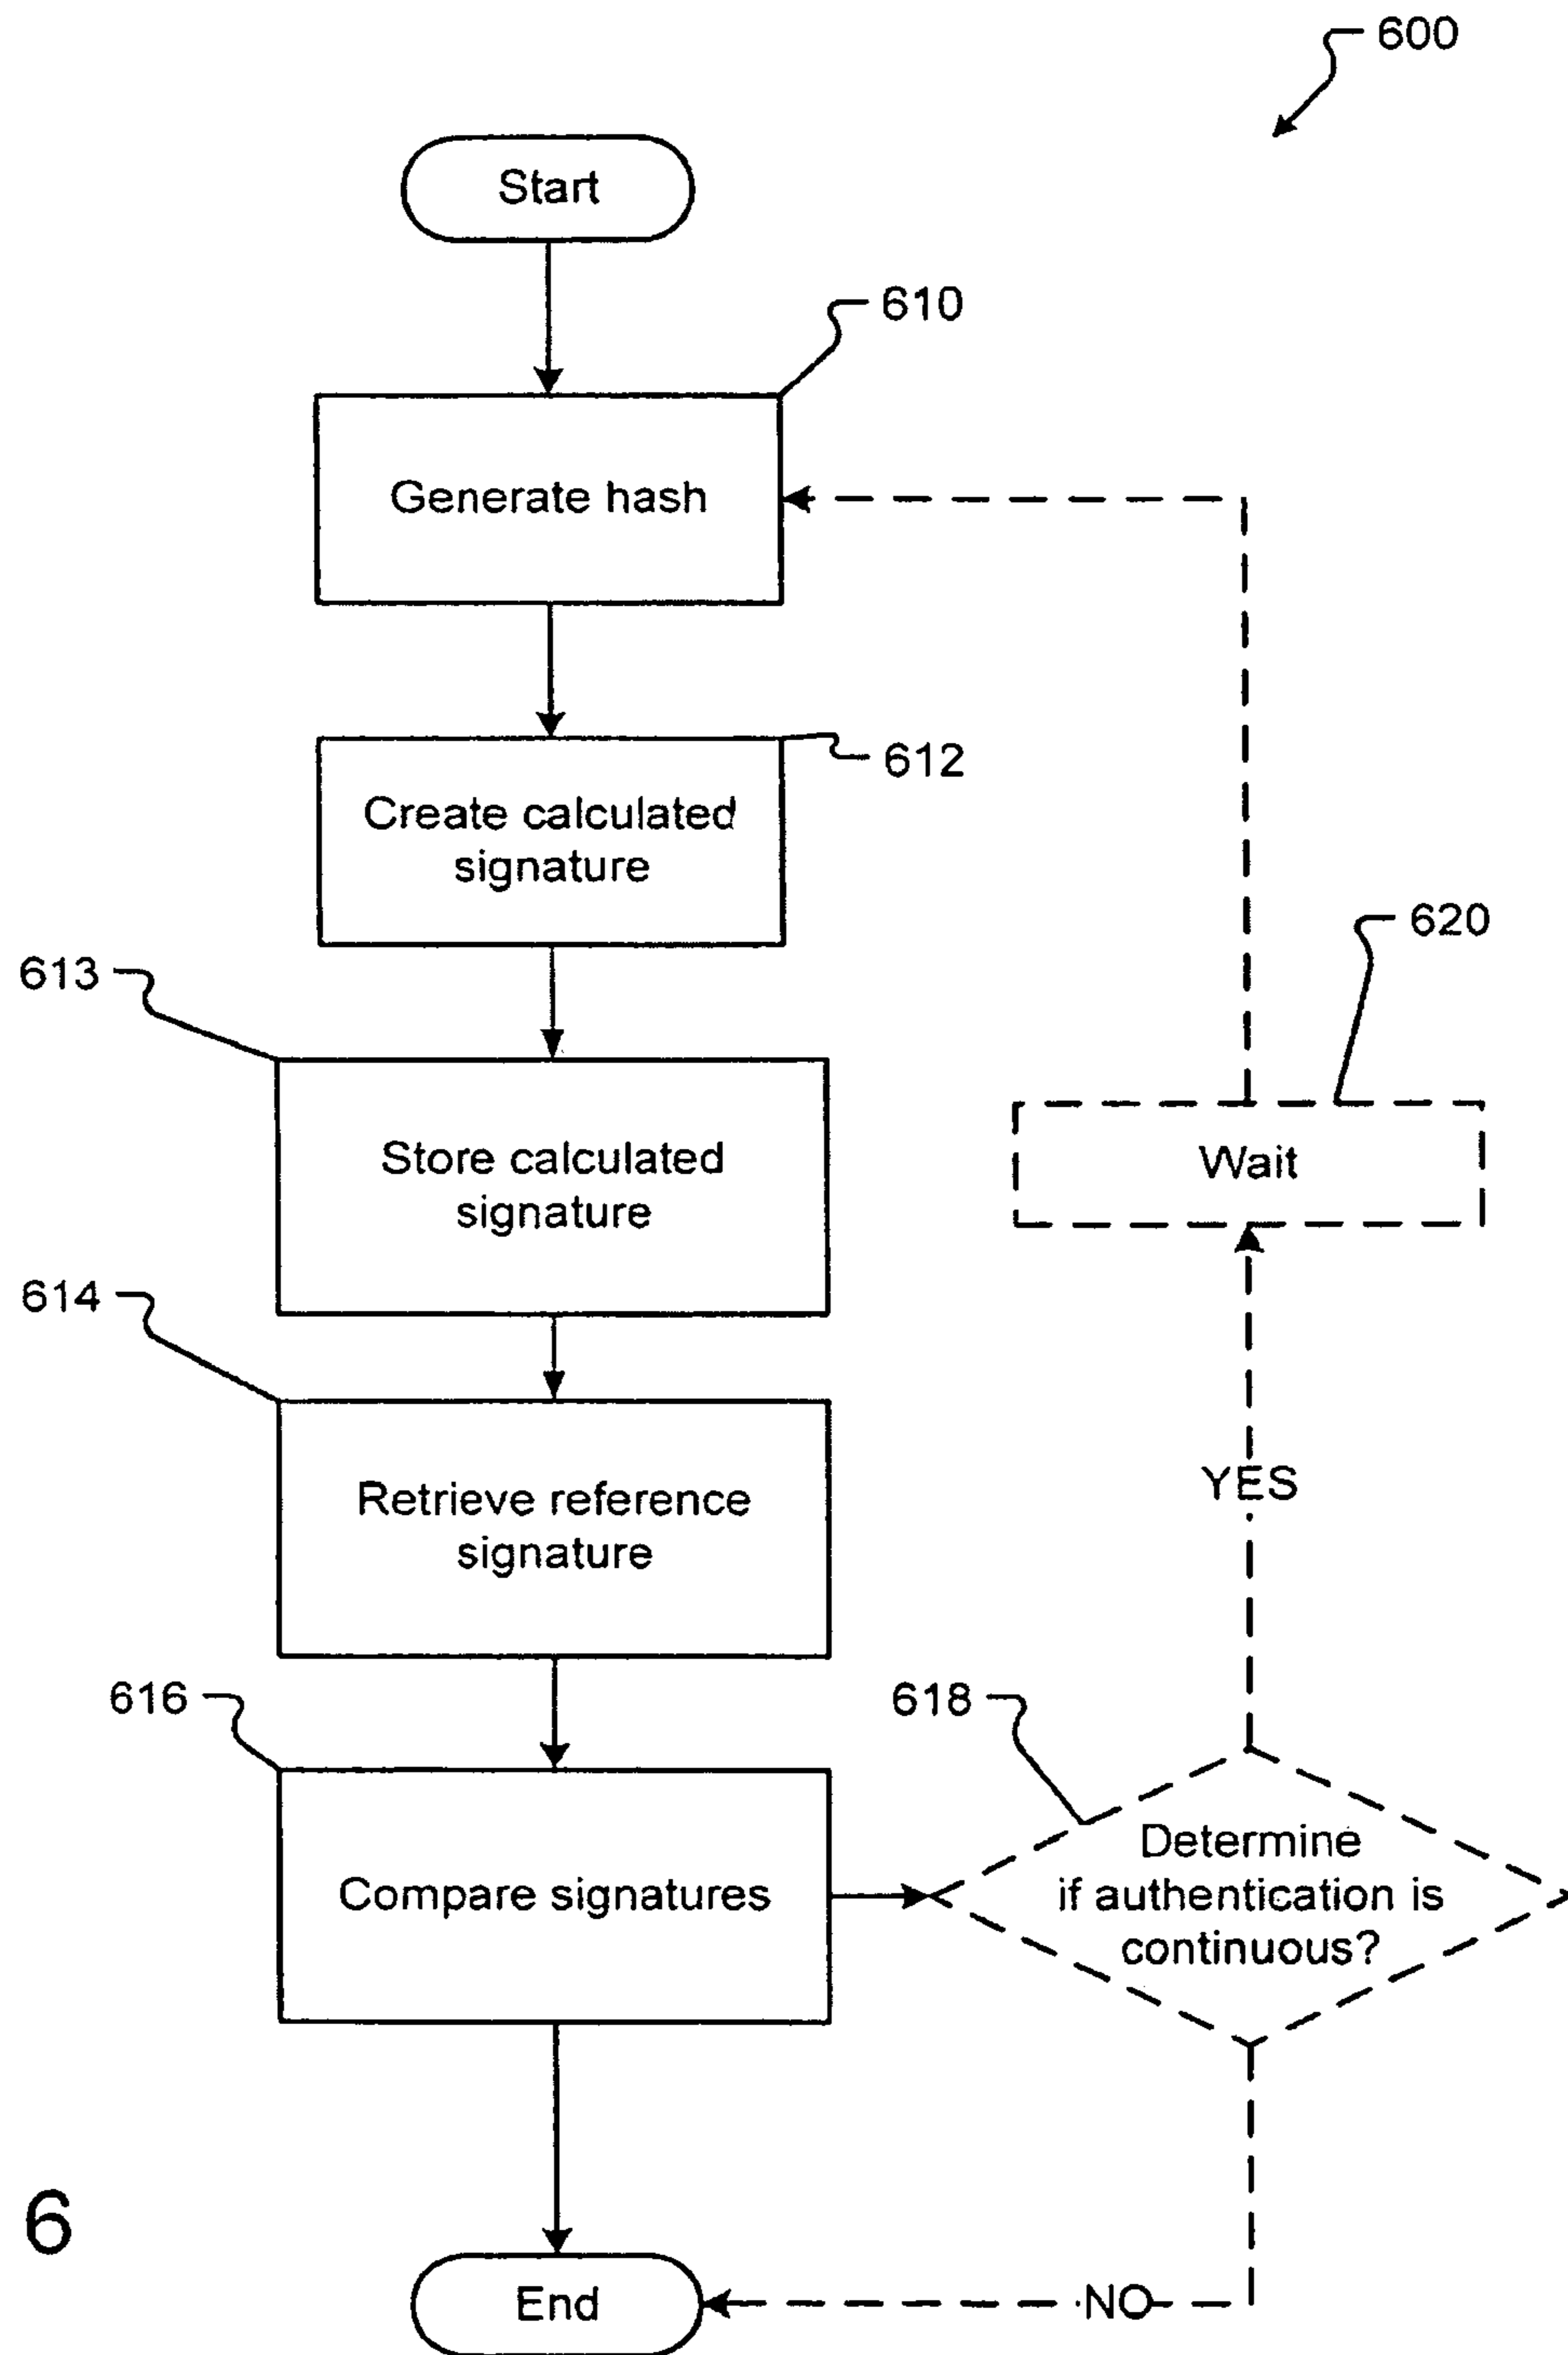 600
Start
610
Generate hash
612
Create calculated
signature
613
620
Store calculated
signature
Wait
614
Retrieve reference
signature
YES
616
618
Compare signatures
Determine
if authentication is
continuous?
6
End
NO